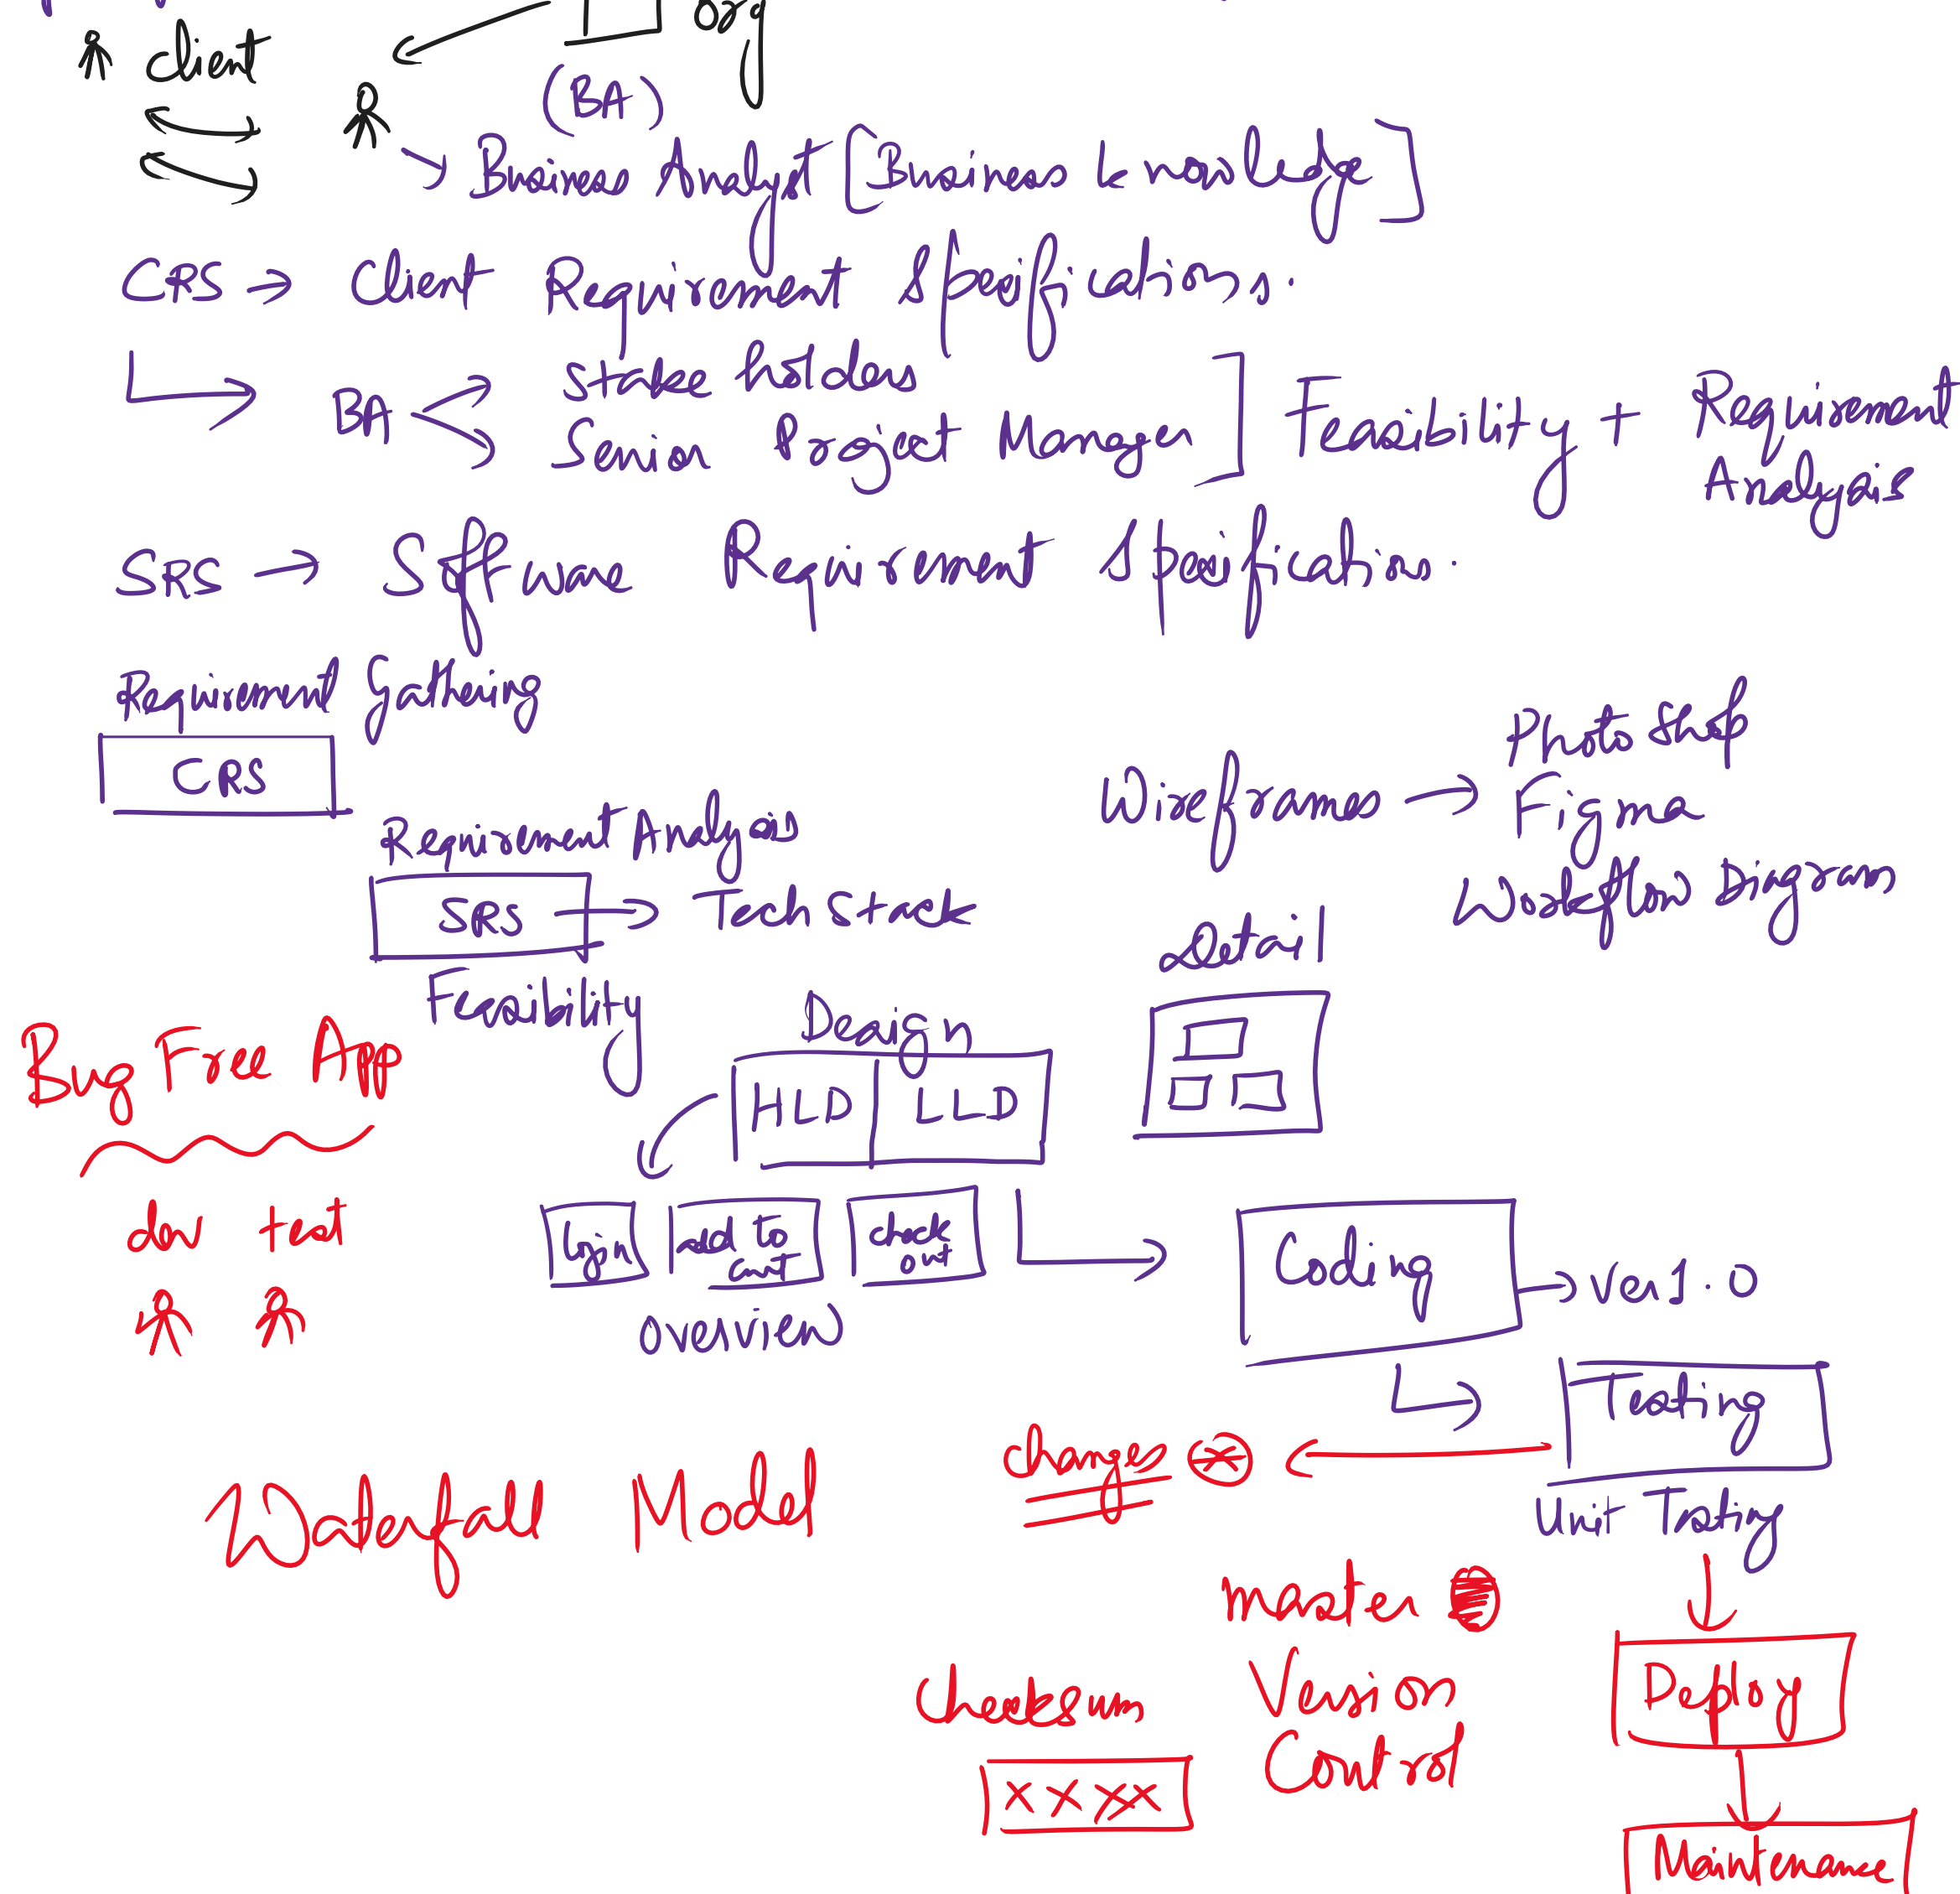 client
org
(BA)
Business Analyst [Business knowledge]
CRS → Client Requirement Specifications.
BA
stake holders
Senior Project Manager ] Feasibility + Requirement Analysis
SRS → Software Requirement Specification.
Requirement Gathering
CRS
Photoshop
Wireframes → Figma
Workflow Diagrams
Requirement Analysis
SRS → Tech Stack
Feasibility
Detail
Design
HLD LLD
Bug Free App
dev test
Login
add to cart
check out
overview
Coding → ver 1.0
Testing
Unit Testing
changes
Waterfall Model
master
Version Control
Checksum
xxxx
Deploy
Maintenance